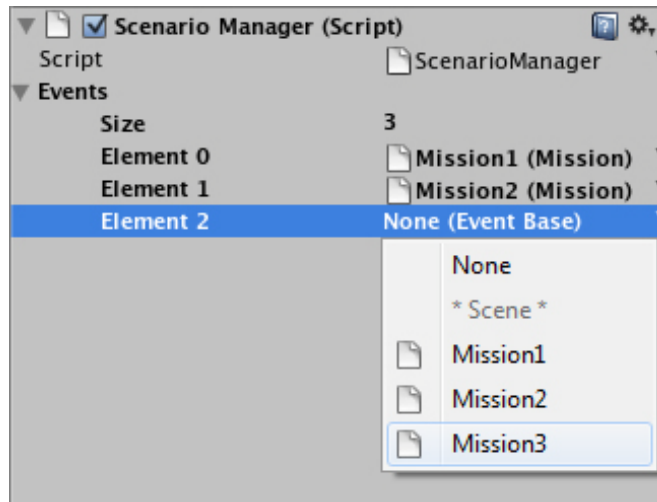 Scenario Manager (Script)
Script ScenarioManager
Events
Size 3
Element 0 Mission1 (Mission)
Element 1 Mission2 (Mission)
Element 2 None (Event Base)
None
* Scene *
Mission1
Mission2
Mission3